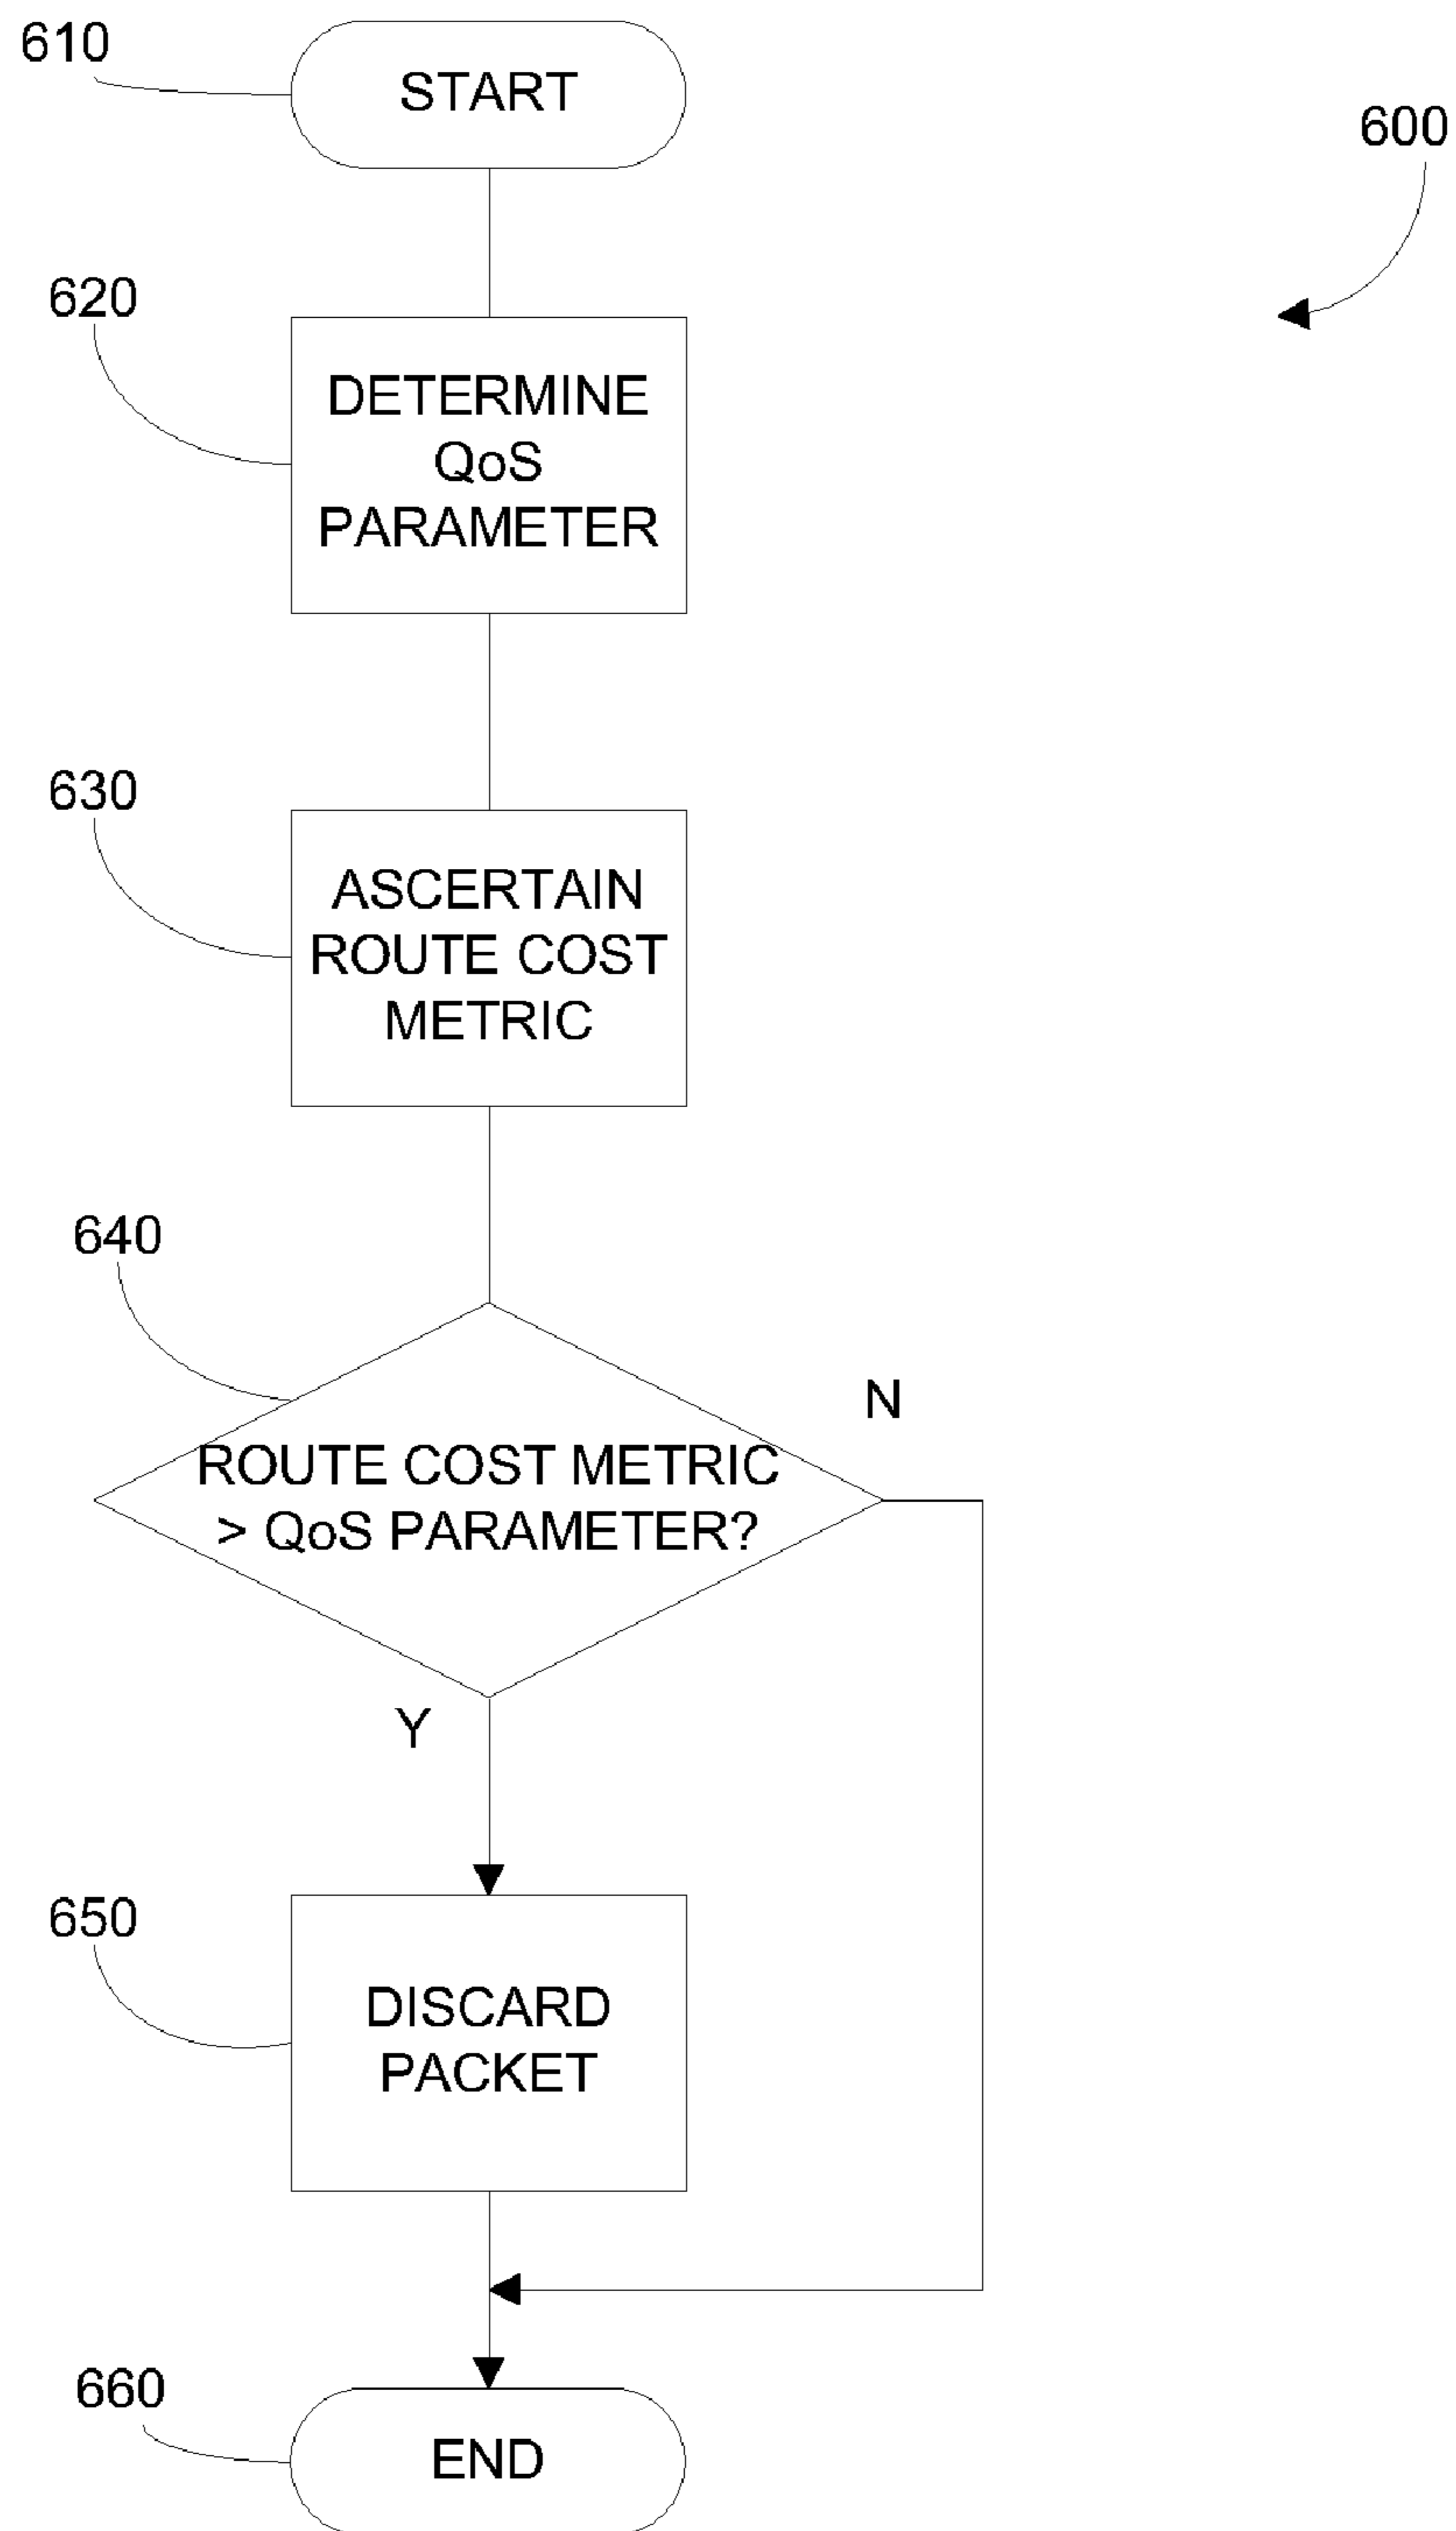 610
START
600
620
DETERMINE
QoS
PARAMETER
630
ASCERTAIN
ROUTE COST
METRIC
640
N
ROUTE COST METRIC
> QoS PARAMETER?
Y
650
DISCARD
PACKET
660
END